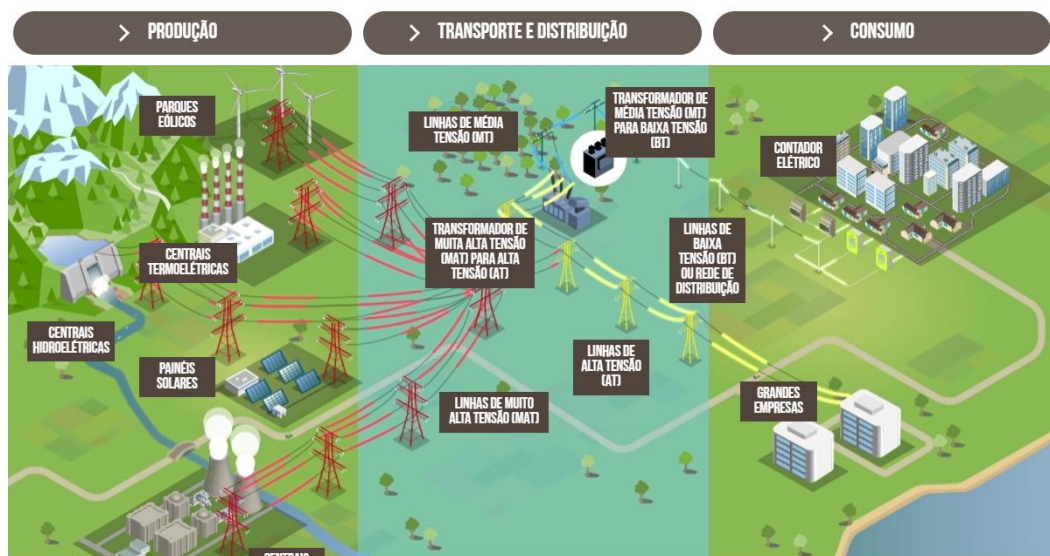 PRODUÇÃO
TRANSPORTE E DISTRIBUIÇÃO
CONSUMO
PARQUES
EÓLICOS
LINHAS DE MÉDIA
TENSÃO (MT)
TRANSFORMADOR DE
MÉDIA TENSÃO (MT)
PARA BAIXA TENSÃO
(BT)
CONTADOR
ELÉTRICO
CENTRAIS
TERMOELÉTRICAS
TRANSFORMADOR DE
MUITA ALTA TENSÃO
(MAT) PARA ALTA
TENSÃO (AT)
LINHAS DE
BAIXA
TENSÃO (BT)
OU REDE DE
DISTRIBUIÇÃO
CENTRAIS
HIDROELÉTRICAS
PAINÉIS
SOLARES
LINHAS DE
ALTA TENSÃO
(AT)
LINHAS DE MUITO
ALTA TENSÃO (MAT)
GRANDES
EMPRESAS
CENTRAIS